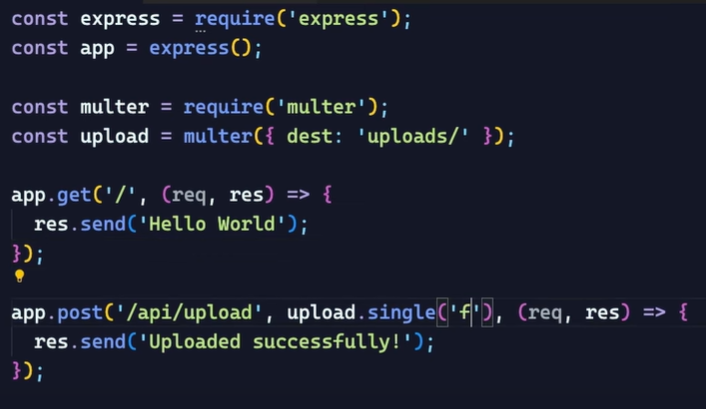 const express = require('express');
const app = express();
const multer = require('multer');
const upload = multer({ dest: 'uploads/' });
app.get('/', (req, res) => {
res.send('Hello World');
});
app.post('/api/upload', upload.single('f'), (req, res) => {
res.send('Uploaded successfully!');
});